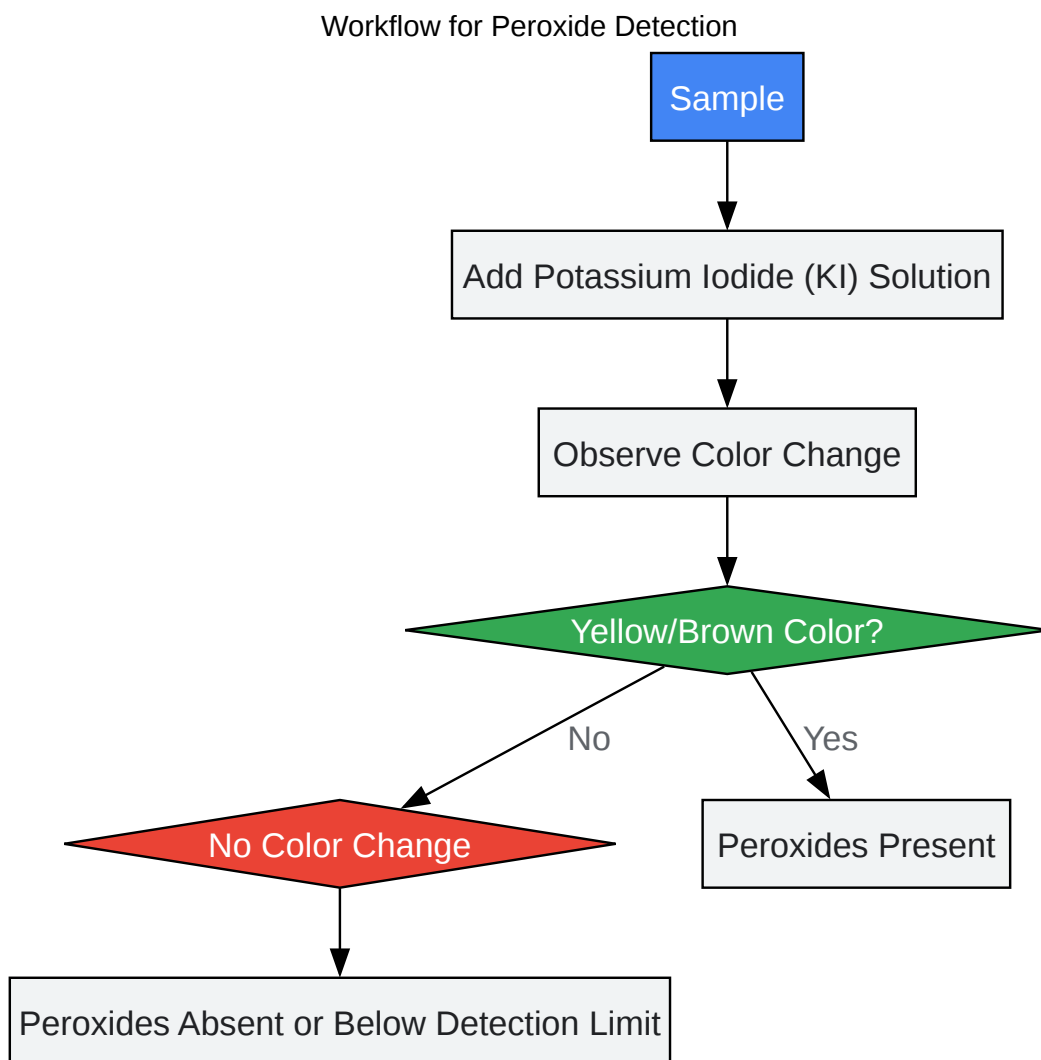 Workflow for Peroxide Detection
Sample
Add Potassium Iodide (KI) Solution
Observe Color Change
Yellow/Brown Color?
No
Yes
No Color Change
Peroxides Present
Peroxides Absent or Below Detection Limit